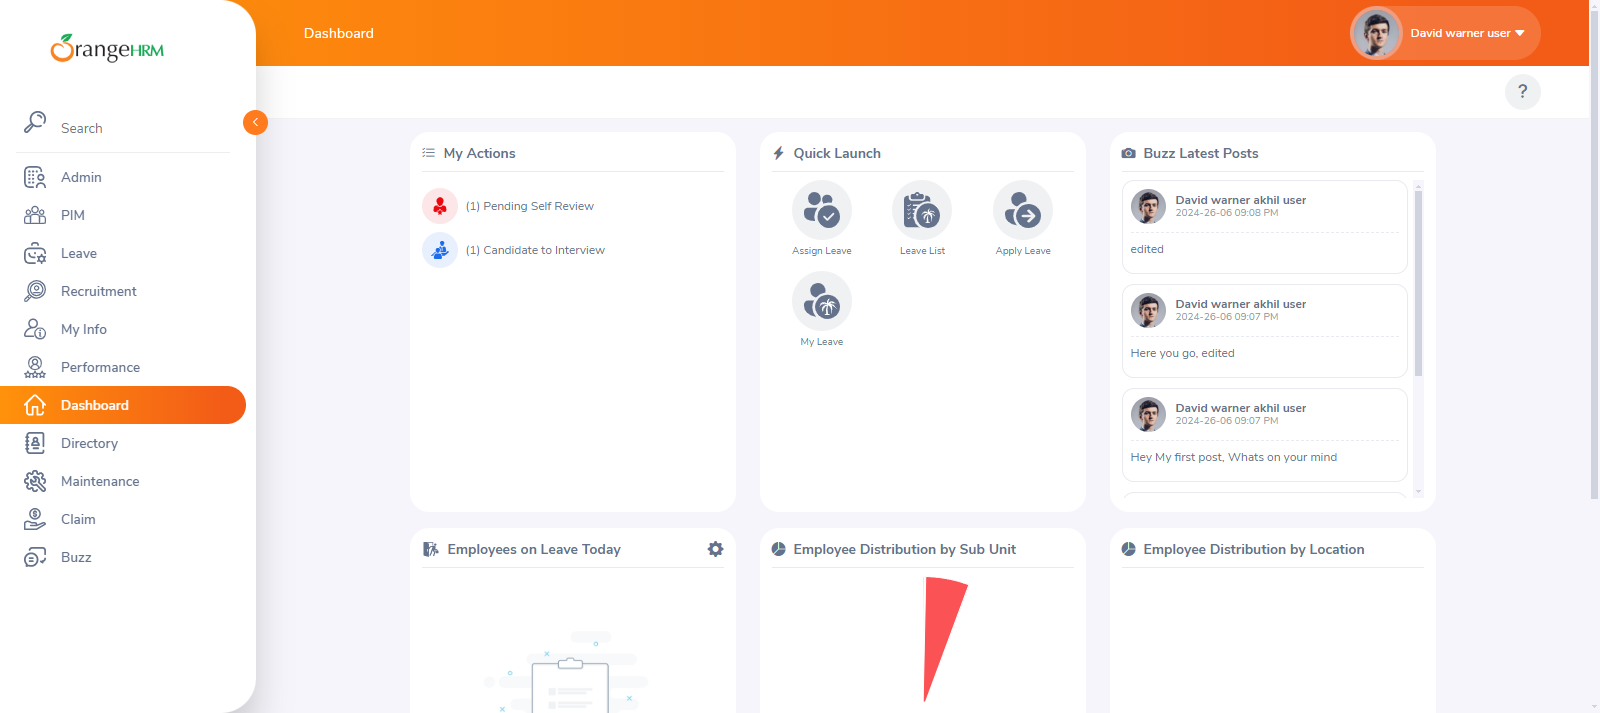 OrangeHRM
Dashboard
David warner user
?
Search
Admin
PIM
Leave
Recruitment
My Info
Performance
Dashboard
Directory
Maintenance
Claim
Buzz
My Actions
(1) Pending Self Review
(1) Candidate to Interview
Quick Launch
Assign Leave
Leave List
Apply Leave
My Leave
Buzz Latest Posts
David warner akhil user
2024-26-06 09:08 PM
edited
David warner akhil user
2024-26-06 09:07 PM
Here you go, edited
David warner akhil user
2024-26-06 09:07 PM
Hey My first post, Whats on your mind
Employees on Leave Today
Employee Distribution by Sub Unit
Employee Distribution by Location